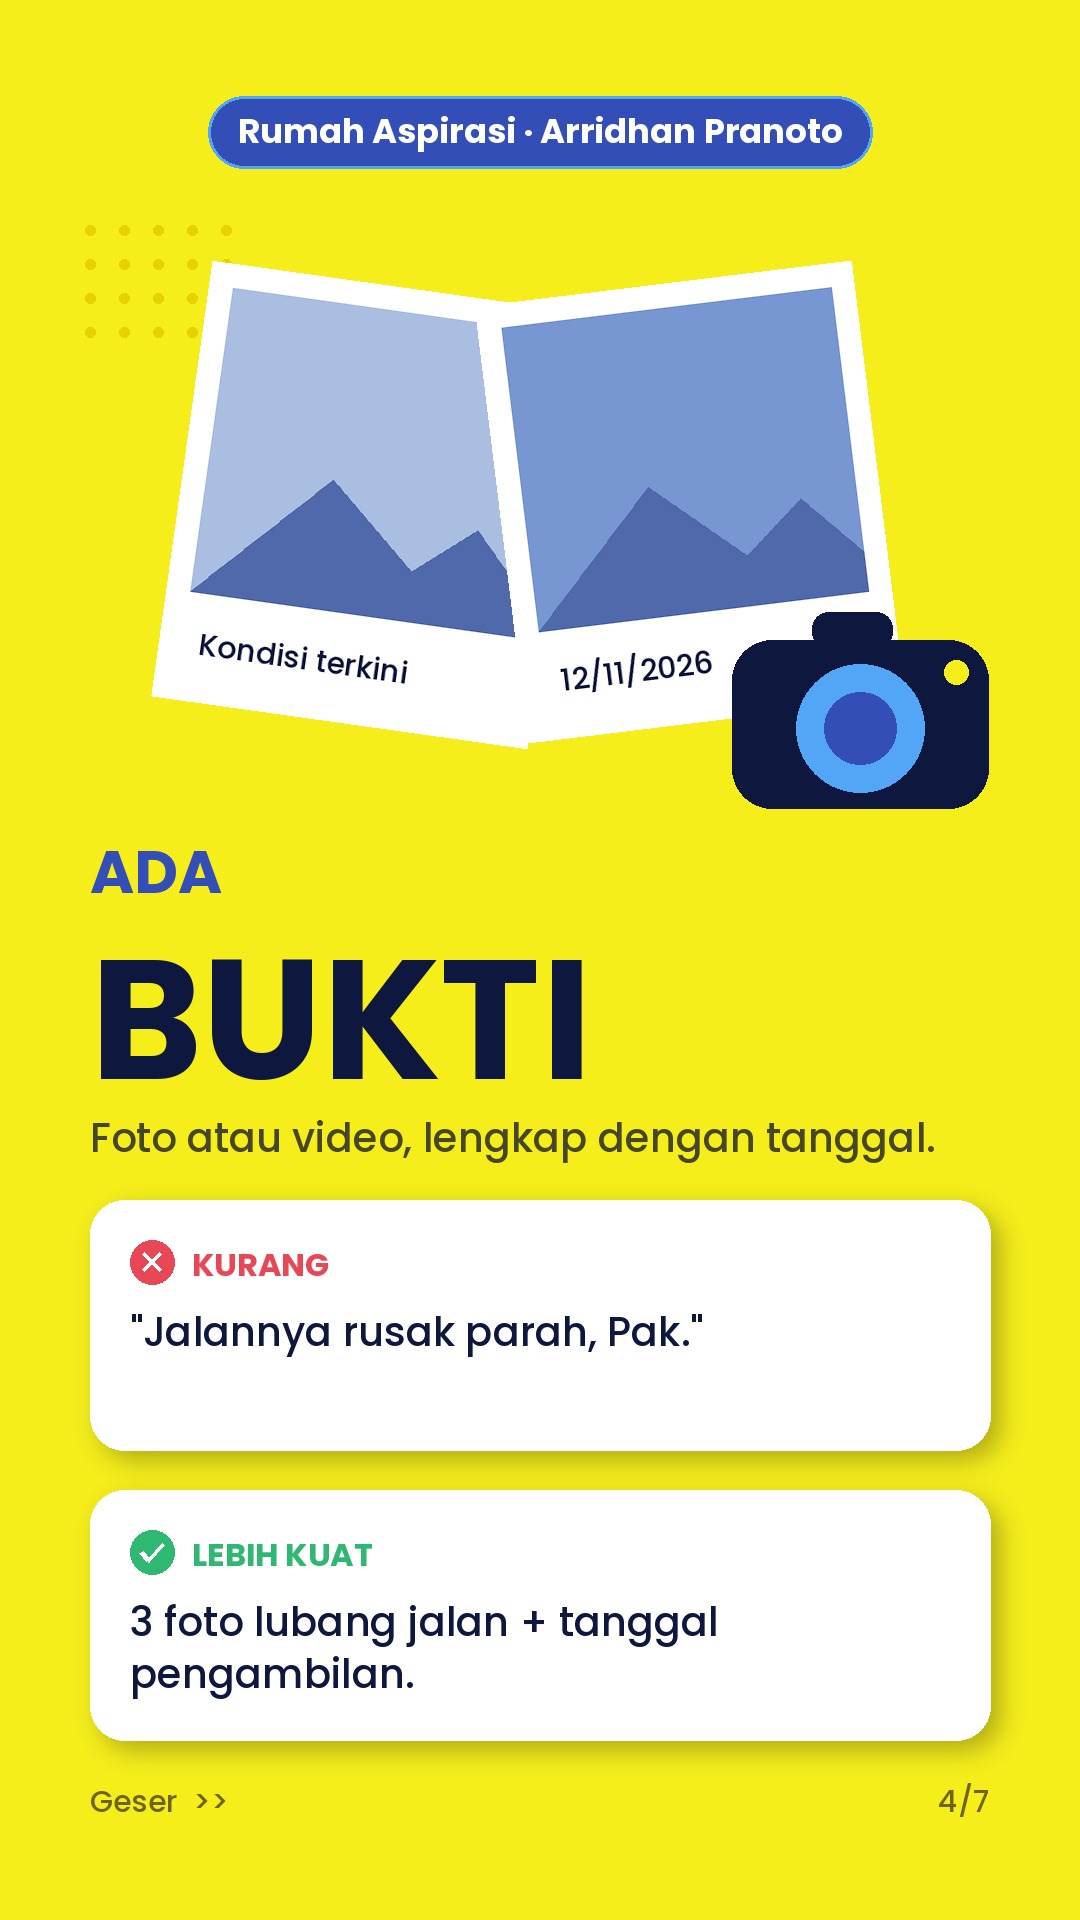 Rumah Aspirasi · Arridhan Pranoto
Kondisi terkini
12/11/2026
ADA
BUKTI
Foto atau video, lengkap dengan tanggal.
KURANG
"Jalannya rusak parah, Pak."
LEBIH KUAT
3 foto lubang jalan + tanggal
pengambilan.
Geser >>
4/7